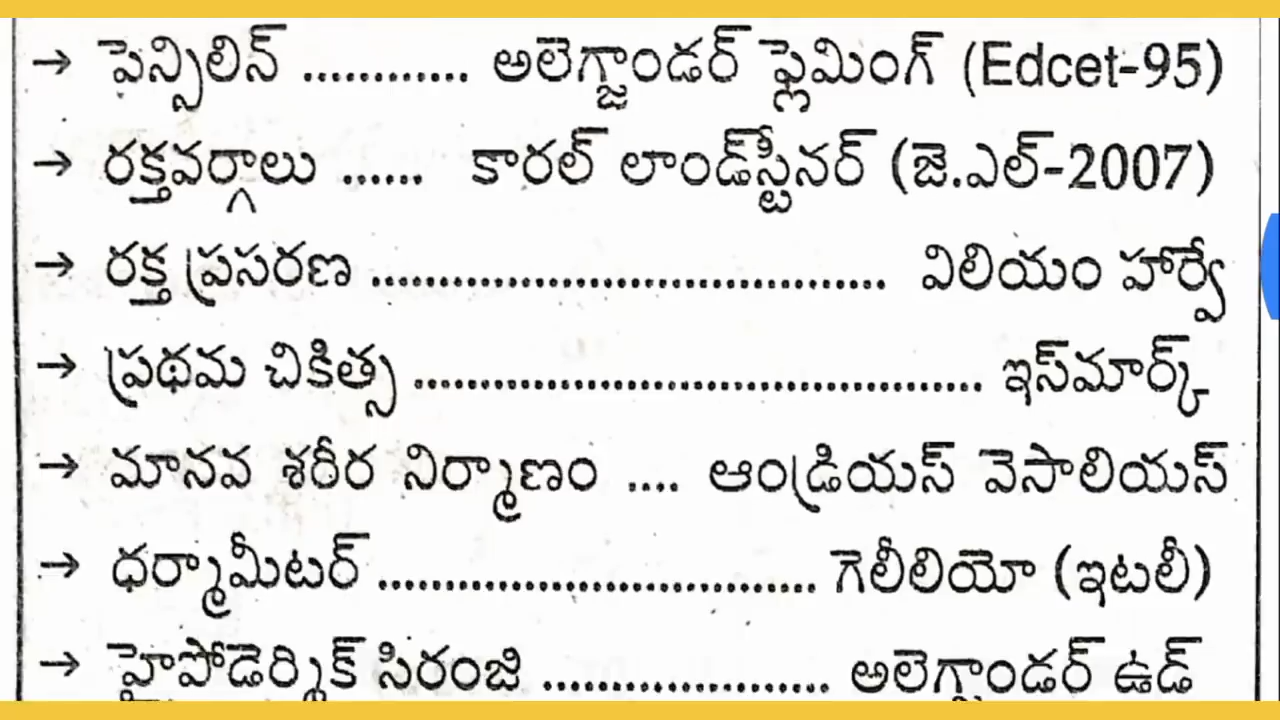 → పెన్సిలిన్ ............ అలెగ్జాండర్ ఫ్లెమింగ్ (Edcet-95)
→ రక్తవర్గాలు ...... కారల్ లాండ్‌స్టీనర్ (జె.ఎల్-2007)
→ రక్త ప్రసరణ ....................................... విలియం హార్వే
→ ప్రథమ చికిత్స ........................................... ఇస్‌మార్క్
→ మానవ శరీర నిర్మాణం .... ఆండ్రియస్ వెసాలియస్
→ ధర్మామీటర్ .................................. గెలీలియో (ఇటలీ)
→ హైపోడెర్మిక్ సిరంజి ...................... అలెగ్జాండర్ ఉడ్